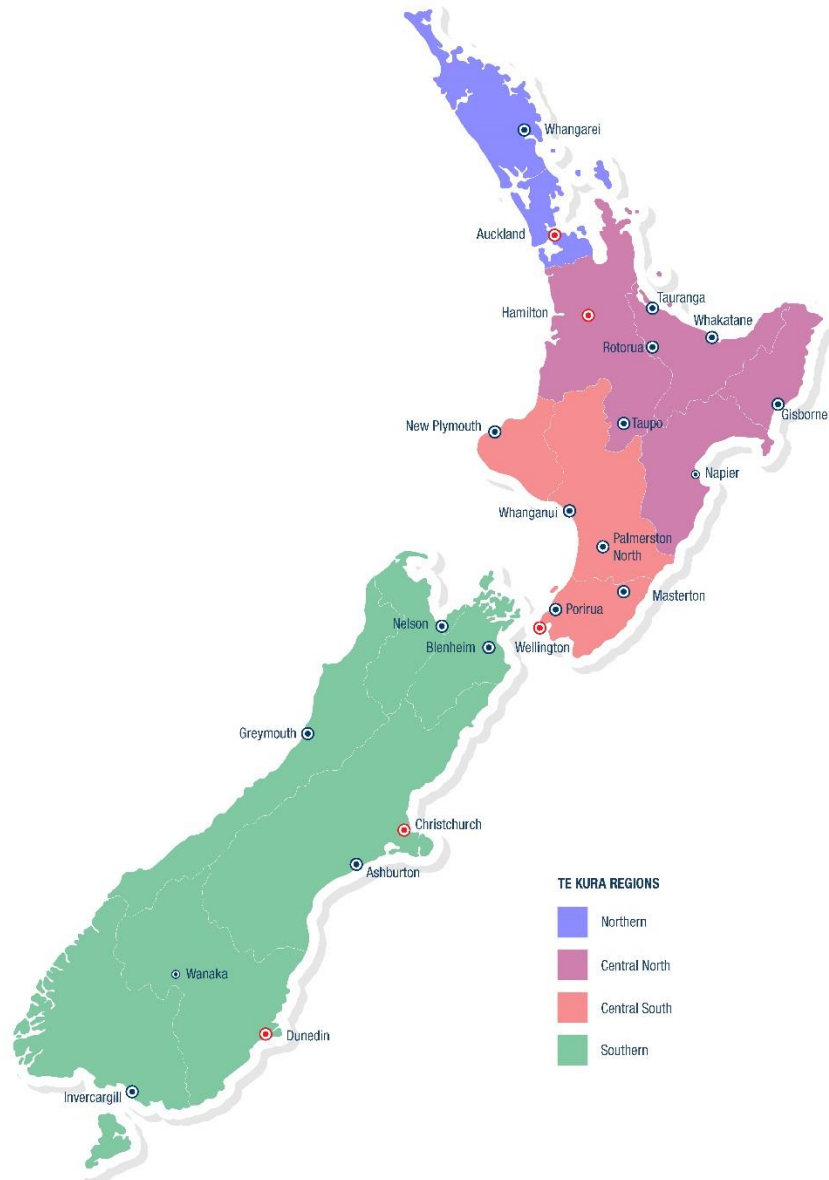 Whangarei
Auckland
Tauranga
Hamilton
Whakatane
Rotorua
Gisborne
Taupo
New Plymouth
Napier
Whanganui
Palmerston
North
Masterton
Porirua
Nelson
Wellington
Blenheim
Greymouth
Christchurch
Ashburton
TE KURA REGIONS
Northern
Central North
Wanaka
Central South
Dunedin
Southern
Invercargill